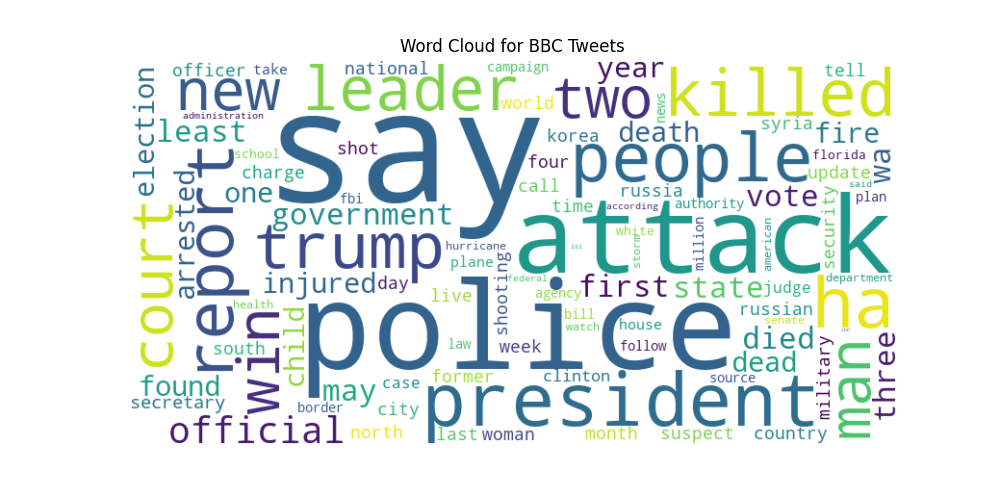 Word Cloud for BBC Tweets
officer take national campaign year tell
new leader world two killed
administration news
election least say korea death syria fire
school shot four people florida
report charge call russia update wa
one fbi said
arrested government time according authority vote plan
court trump white attack security
hurricane storm million american
plane isi
injured day shooting federal first state judge department
live agency ha
health police bill russian
win child watch house senate
south law week follow died
found may case former clinton source dead military man three
secretary border city president
official north last woman month suspect country